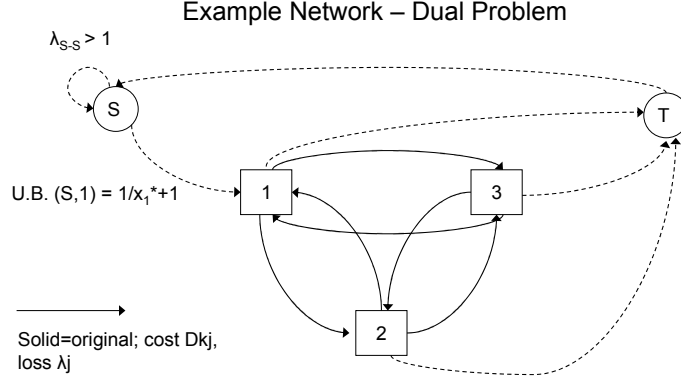 Example Network – Dual Problem
λS-S > 1
S
T
U.B. (S,1) = 1/x1*+1
1
3
2
Solid=original; cost Dkj,
loss λj